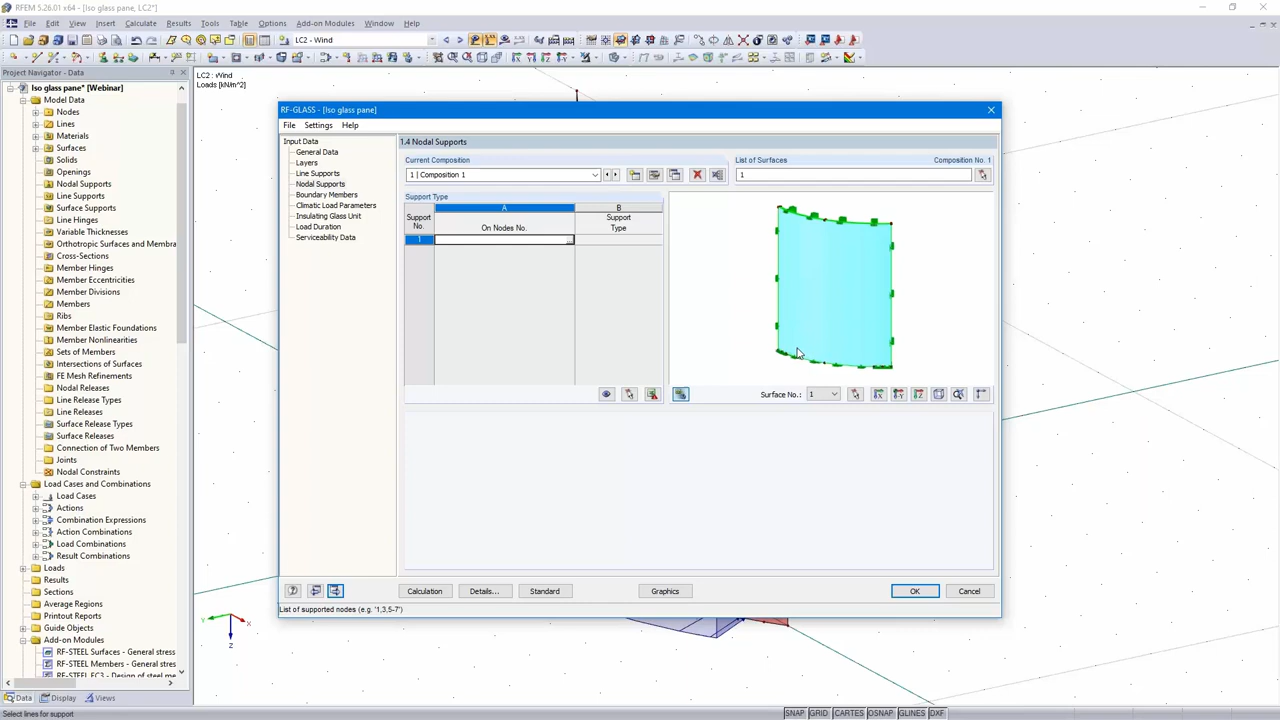 RFEM 5.26.01 x64 - [Iso glass pane, LC2*]
File Edit View Insert Calculate Results Tools Table Options Add-on Modules Window Help
LC2 - Wind
Project Navigator - Data
Iso glass pane* [Webinar]
Model Data
Nodes
Lines
Materials
Surfaces
Solids
Openings
Nodal Supports
Line Supports
Surface Supports
Line Hinges
Variable Thicknesses
Orthotropic Surfaces and Membra
Cross-Sections
Member Hinges
Member Eccentricities
Member Divisions
Members
Ribs
Member Elastic Foundations
Member Nonlinearities
Sets of Members
Intersections of Surfaces
FE Mesh Refinements
Nodal Releases
Line Release Types
Line Releases
Surface Release Types
Surface Releases
Connection of Two Members
Joints
Nodal Constraints
Load Cases and Combinations
Load Cases
Actions
Combination Expressions
Action Combinations
Load Combinations
Result Combinations
Loads
Results
Sections
Average Regions
Printout Reports
Guide Objects
Add-on Modules
RF-STEEL Surfaces - General stress
RF-STEEL Members - General stres
RF-STEEL EC3 - Design of steel me
Data Display Views
Select lines for support
LC2 : Wind
Loads [kN/m^2]
RF-GLASS - [Iso glass pane]
File Settings Help
Input Data
General Data
Layers
Line Supports
Nodal Supports
Boundary Members
Climatic Load Parameters
Insulating Glass Unit
Load Duration
Serviceability Data
1.4 Nodal Supports
Current Composition
1 | Composition 1
List of Surfaces
Composition No. 1
1
Support Type
A B
Support No.
On Nodes No.
Support Type
1
Surface No.: 1
Calculation Details... Standard Graphics OK Cancel
List of supported nodes (e.g. '1,3,5-7')
Y X
Z
SNAP GRID CARTES OSNAP GLINES DXF